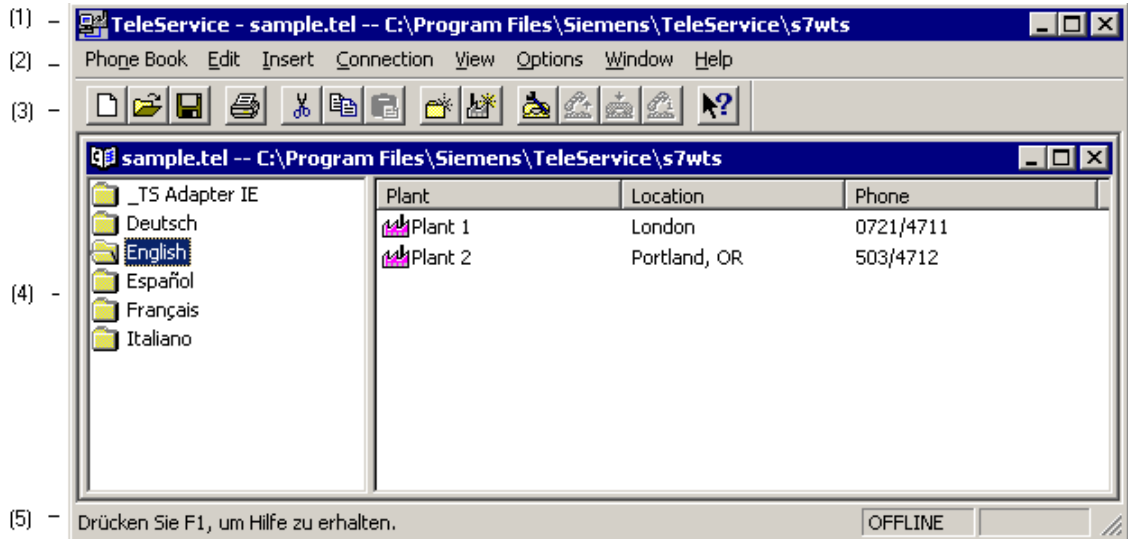 (1) TeleService - sample.tel -- C:\Program Files\Siemens\TeleService\s7wts
(2) Phone Book Edit Insert Connection View Options Window Help
(3)
sample.tel -- C:\Program Files\Siemens\TeleService\s7wts
_TS Adapter IE
Deutsch
English
Español
Français
Italiano
Plant Location Phone
Plant 1 London 0721/4711
Plant 2 Portland, OR 503/4712
(4)
(5) Drücken Sie F1, um Hilfe zu erhalten. OFFLINE